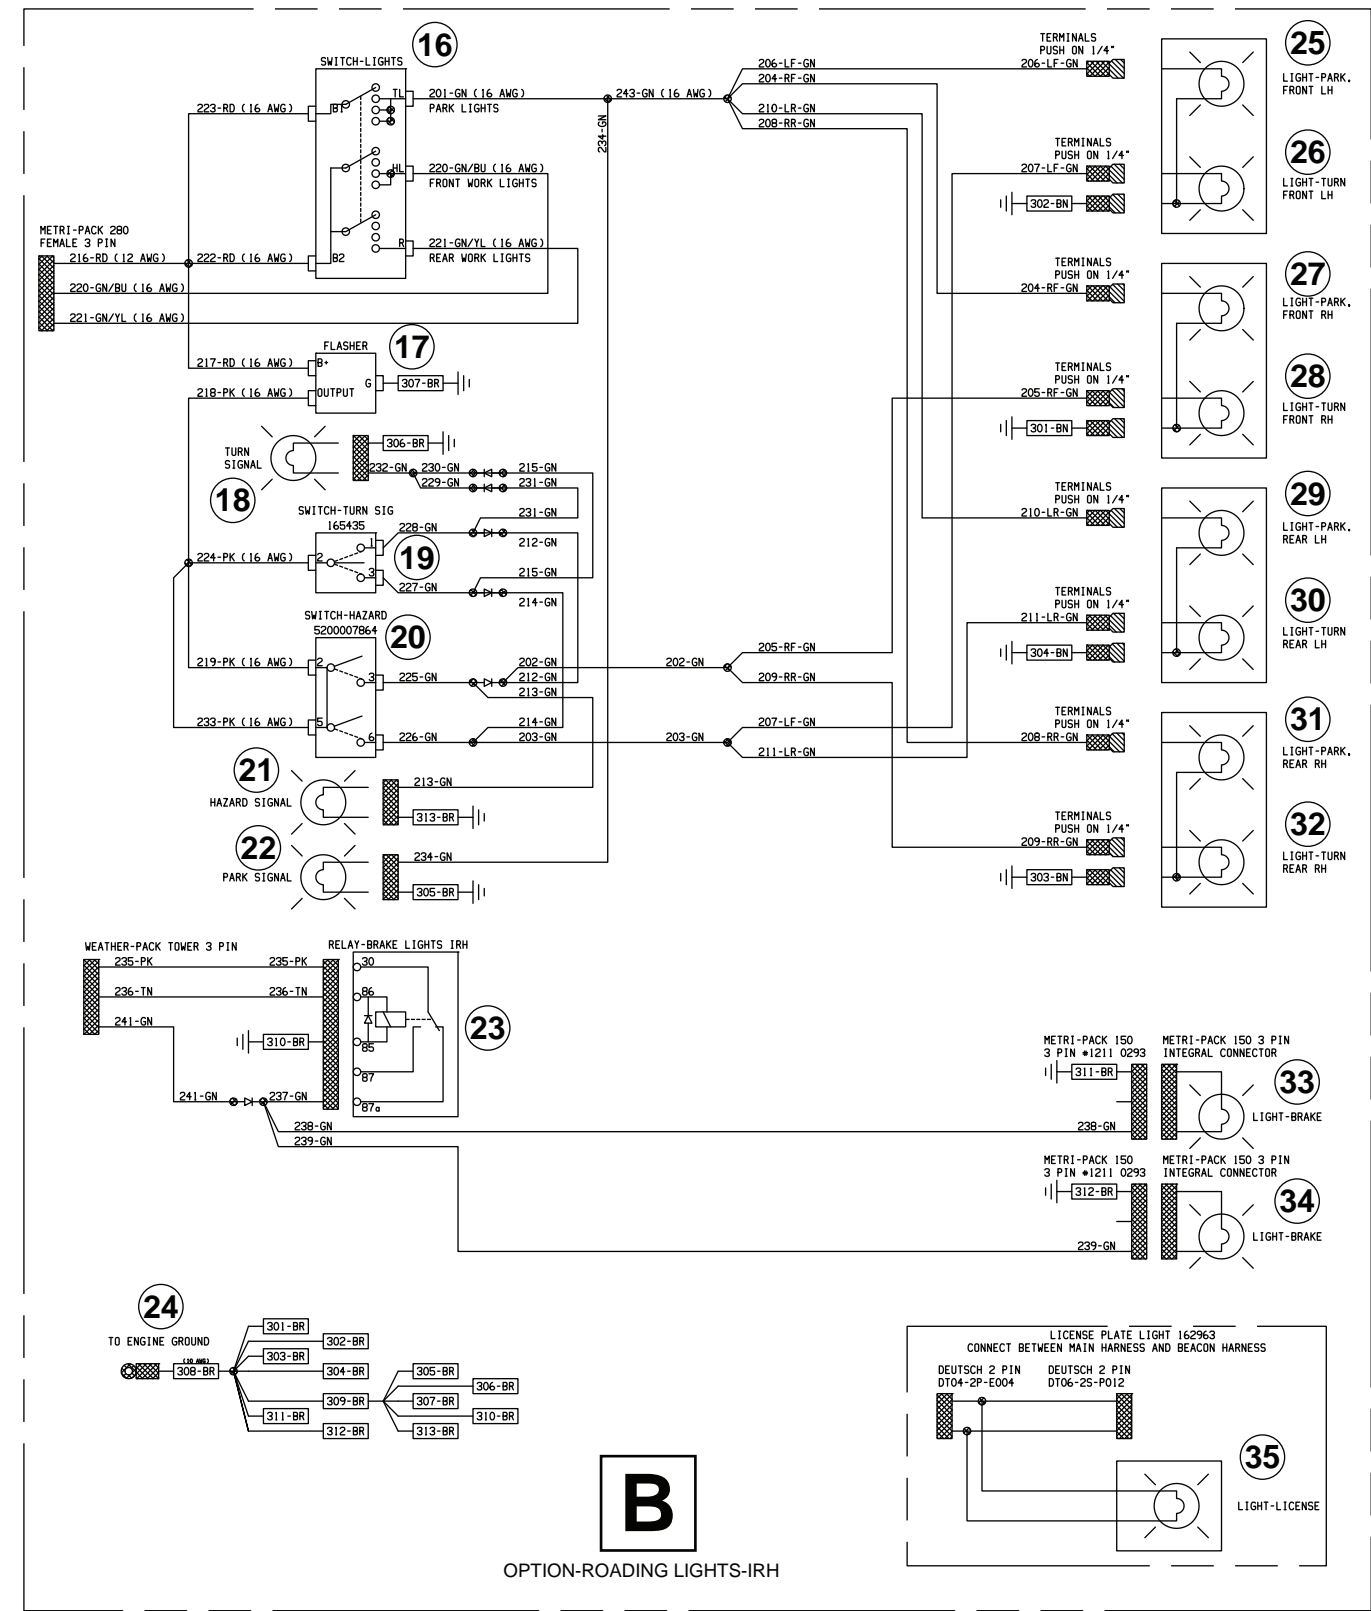 16
SWITCH-LIGHTS
223-RD (16 AWG)
B1
TL
201-GN (16 AWG)
PARK LIGHTS
243-GN (16 AWG)
234-GN
HL
220-GN/BU (16 AWG)
FRONT WORK LIGHTS
R
221-GN/YL (16 AWG)
REAR WORK LIGHTS
B2
METRI-PACK 280
FEMALE 3 PIN
216-RD (12 AWG)
222-RD (16 AWG)
220-GN/BU (16 AWG)
221-GN/YL (16 AWG)
206-LF-GN
204-RF-GN
210-LR-GN
208-RR-GN
TERMINALS
PUSH ON 1/4"
206-LF-GN
25
LIGHT-PARK.
FRONT LH
TERMINALS
PUSH ON 1/4"
207-LF-GN
302-BN
26
LIGHT-TURN
FRONT LH
TERMINALS
PUSH ON 1/4"
204-RF-GN
27
LIGHT-PARK.
FRONT RH
TERMINALS
PUSH ON 1/4"
205-RF-GN
301-BN
28
LIGHT-TURN
FRONT RH
TERMINALS
PUSH ON 1/4"
210-LR-GN
29
LIGHT-PARK.
REAR LH
TERMINALS
PUSH ON 1/4"
211-LR-GN
304-BN
30
LIGHT-TURN
REAR LH
TERMINALS
PUSH ON 1/4"
208-RR-GN
31
LIGHT-PARK.
REAR RH
TERMINALS
PUSH ON 1/4"
209-RR-GN
303-BN
32
LIGHT-TURN
REAR RH
17
FLASHER
217-RD (16 AWG)
B+
G
307-BR
218-PK (16 AWG)
OUTPUT
TURN
SIGNAL
18
306-BR
232-GN
230-GN
215-GN
229-GN
231-GN
SWITCH-TURN SIG
165435
19
224-PK (16 AWG)
2
1
3
228-GN
231-GN
212-GN
227-GN
215-GN
214-GN
SWITCH-HAZARD
5200007864
20
219-PK (16 AWG)
2
3
225-GN
202-GN
212-GN
213-GN
202-GN
205-RF-GN
209-RR-GN
233-PK (16 AWG)
5
6
226-GN
214-GN
203-GN
203-GN
207-LF-GN
211-LR-GN
21
HAZARD SIGNAL
213-GN
313-BR
22
PARK SIGNAL
234-GN
305-BR
WEATHER-PACK TOWER 3 PIN
235-PK
235-PK
236-TN
236-TN
241-GN
310-BR
241-GN
237-GN
238-GN
239-GN
RELAY-BRAKE LIGHTS IRH
30
86
85
87
87a
23
METRI-PACK 150
3 PIN *1211 0293
311-BR
238-GN
METRI-PACK 150 3 PIN
INTEGRAL CONNECTOR
33
LIGHT-BRAKE
METRI-PACK 150
3 PIN *1211 0293
312-BR
239-GN
METRI-PACK 150 3 PIN
INTEGRAL CONNECTOR
34
LIGHT-BRAKE
24
TO ENGINE GROUND
(10 AWG)
308-BR
301-BR
302-BR
303-BR
304-BR
309-BR
311-BR
312-BR
305-BR
306-BR
307-BR
310-BR
313-BR
LICENSE PLATE LIGHT 162963
CONNECT BETWEEN MAIN HARNESS AND BEACON HARNESS
DEUTSCH 2 PIN
DT04-2P-E004
DEUTSCH 2 PIN
DT06-2S-P012
35
LIGHT-LICENSE
B
OPTION-ROADING LIGHTS-IRH